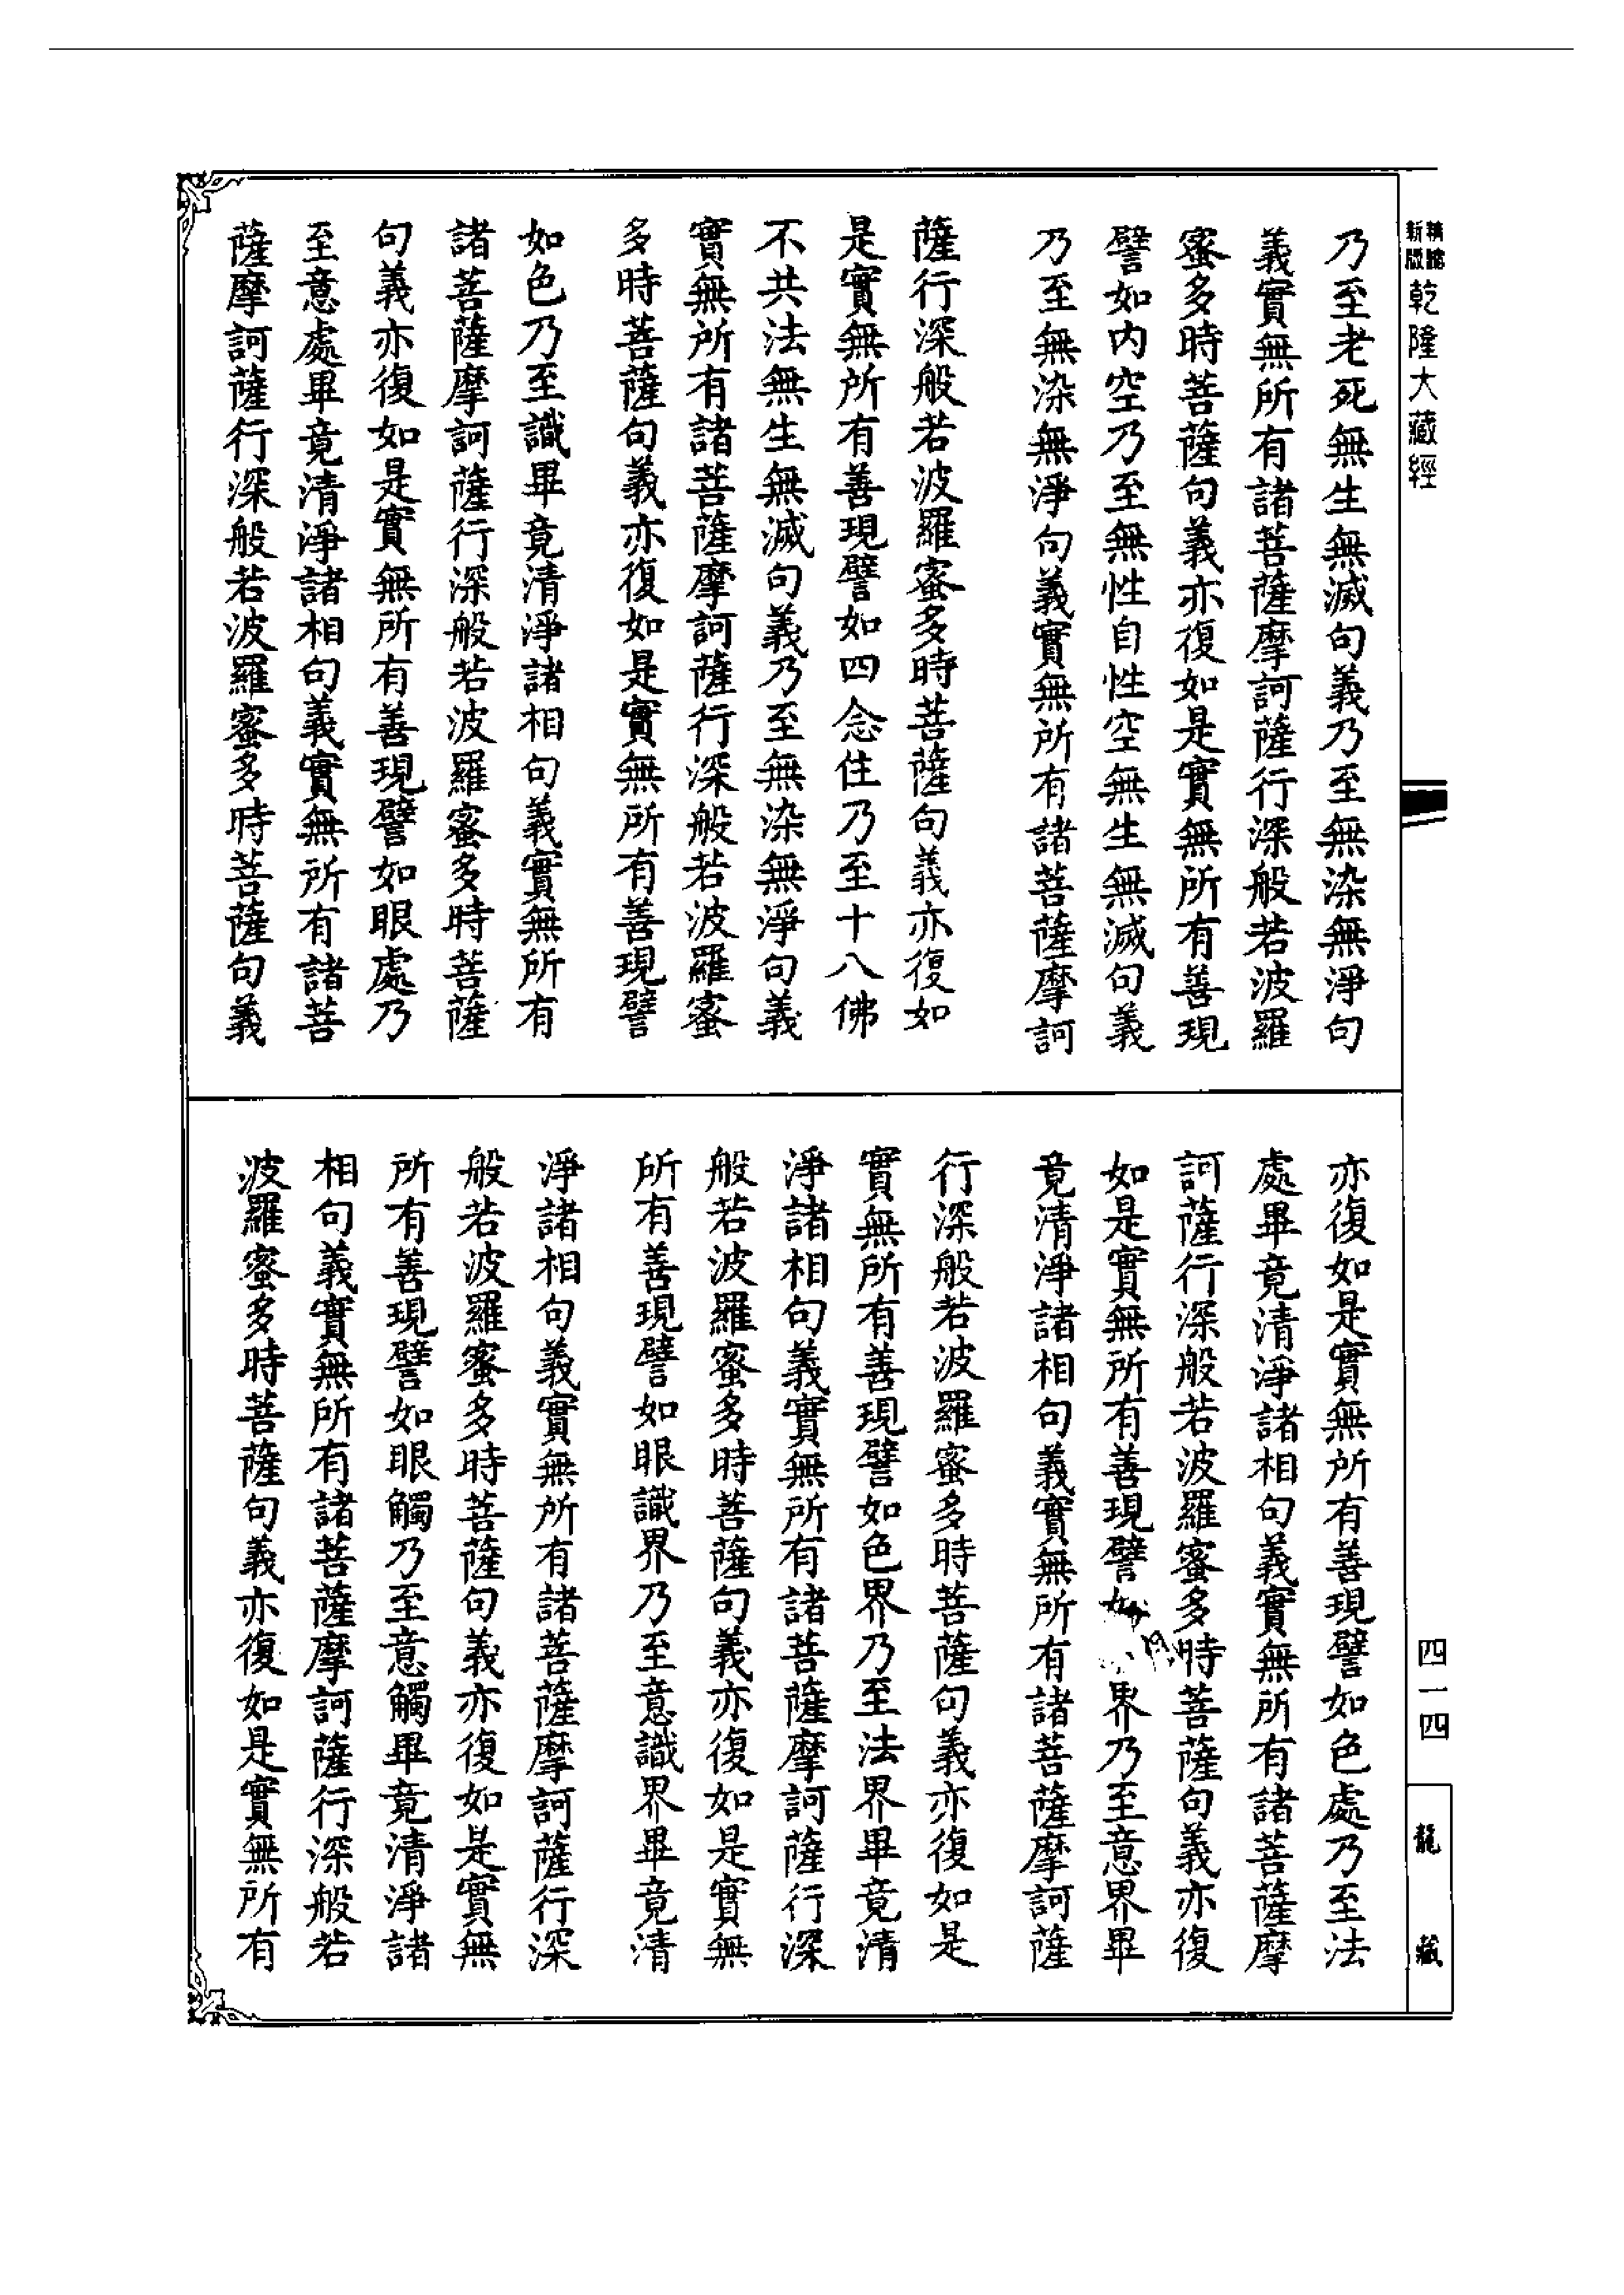 新版精證乾隆大藏經
乃至老死無生無滅句義乃至無染無淨句
義實無所有諸菩薩摩訶薩行深般若波羅
蜜多時菩薩句義亦復如是實無所有善現
譬如內空乃至無性自性空無生無滅句義
乃至無染無淨句義實無所有諸菩薩摩訶
薩行深般若波羅蜜多時菩薩句義亦復如
是實無所有善現譬如四念住乃至十八佛
不共法無生無滅句義乃至無染無淨句義
實無所有諸菩薩摩訶薩行深般若波羅蜜
多時菩薩句義亦復如是實無所有善現譬
如色乃至識畢竟清淨諸相句義實無所有
諸菩薩摩訶薩行深般若波羅蜜多時菩薩
句義亦復如是實無所有善現譬如眼處乃
至意處畢竟清淨諸相句義實無所有諸菩
薩摩訶薩行深般若波羅蜜多時菩薩句義
亦復如是實無所有善現譬如色處乃至法
處畢竟清淨諸相句義實無所有諸菩薩摩
訶薩行深般若波羅蜜多時菩薩句義亦復
如是實無所有善現譬如界乃至意界畢
竟清淨諸相句義實無所有諸菩薩摩訶薩
行深般若波羅蜜多時菩薩句義亦復如是
實無所有善現譬如色界乃至法界畢竟清
淨諸相句義實無所有諸菩薩摩訶薩行深
般若波羅蜜多時菩薩句義亦復如是實無
所有善現譬如眼識界乃至意識界畢竟清
淨諸相句義實無所有諸菩薩摩訶薩行深
般若波羅蜜多時菩薩句義亦復如是實無
所有善現譬如眼觸乃至意觸畢竟清淨諸
相句義實無所有諸菩薩摩訶薩行深般若
波羅蜜多時菩薩句義亦復如是實無所有
四一四
龍藏